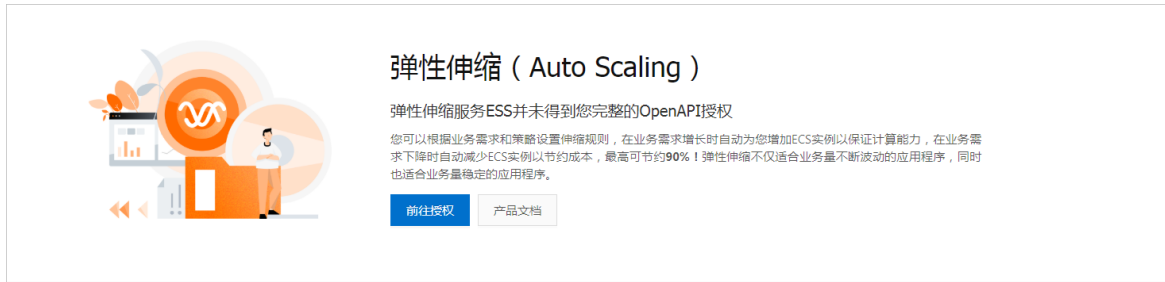 弹性伸缩（Auto Scaling）
弹性伸缩服务ESS并未得到您完整的OpenAPI授权
您可以根据业务需求和策略设置伸缩规则，在业务需求增长时自动为您增加ECS实例以保证计算能力，在业务需
求下降时自动减少ECS实例以节约成本，最高可节约90%！弹性伸缩不仅适合业务量不断波动的应用程序，同时
也适合业务量稳定的应用程序。
前往授权 产品文档